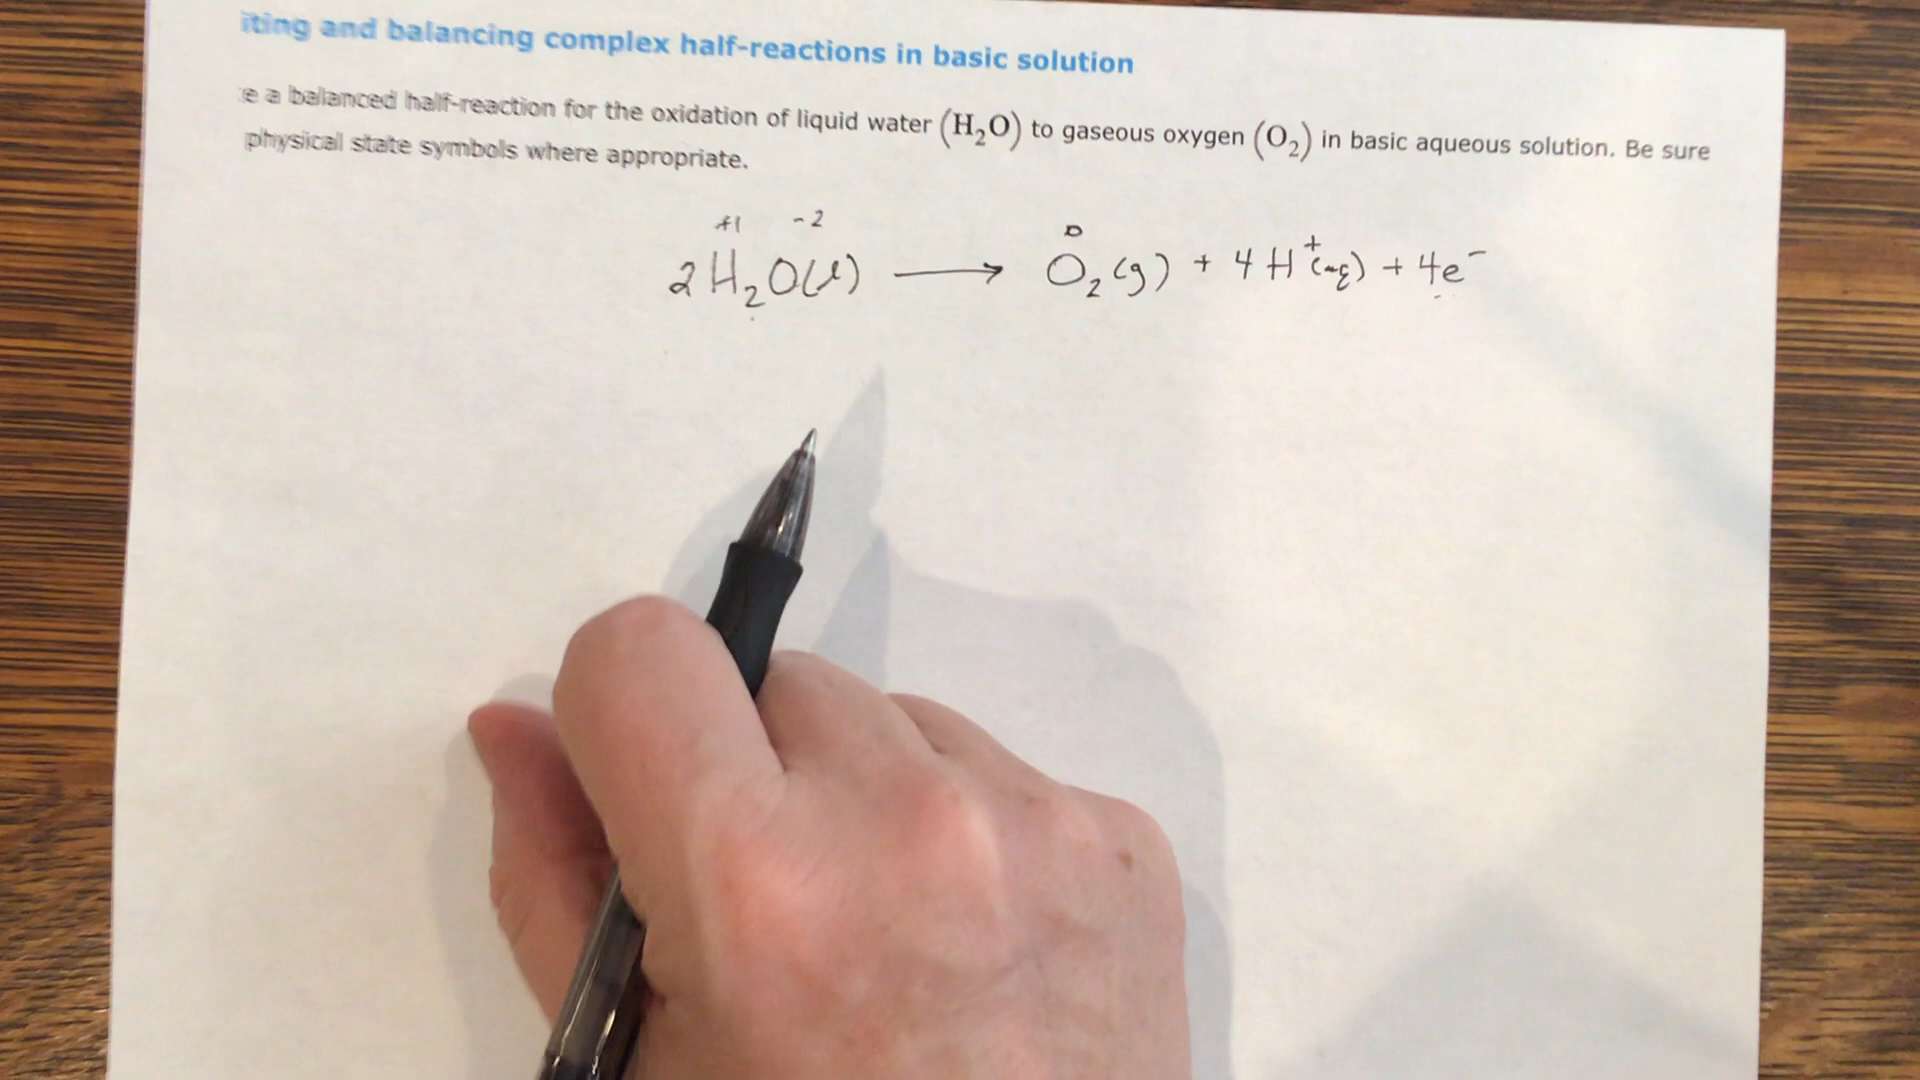 iting and balancing complex half-reactions in basic solution
e a balanced half-reaction for the oxidation of liquid water (H₂O) to gaseous oxygen (O₂) in basic aqueous solution. Be sure
physical state symbols where appropriate.
+1 -2 0
2H₂O(l) ⟶ O₂(g) + 4H⁺(aq) + 4e⁻